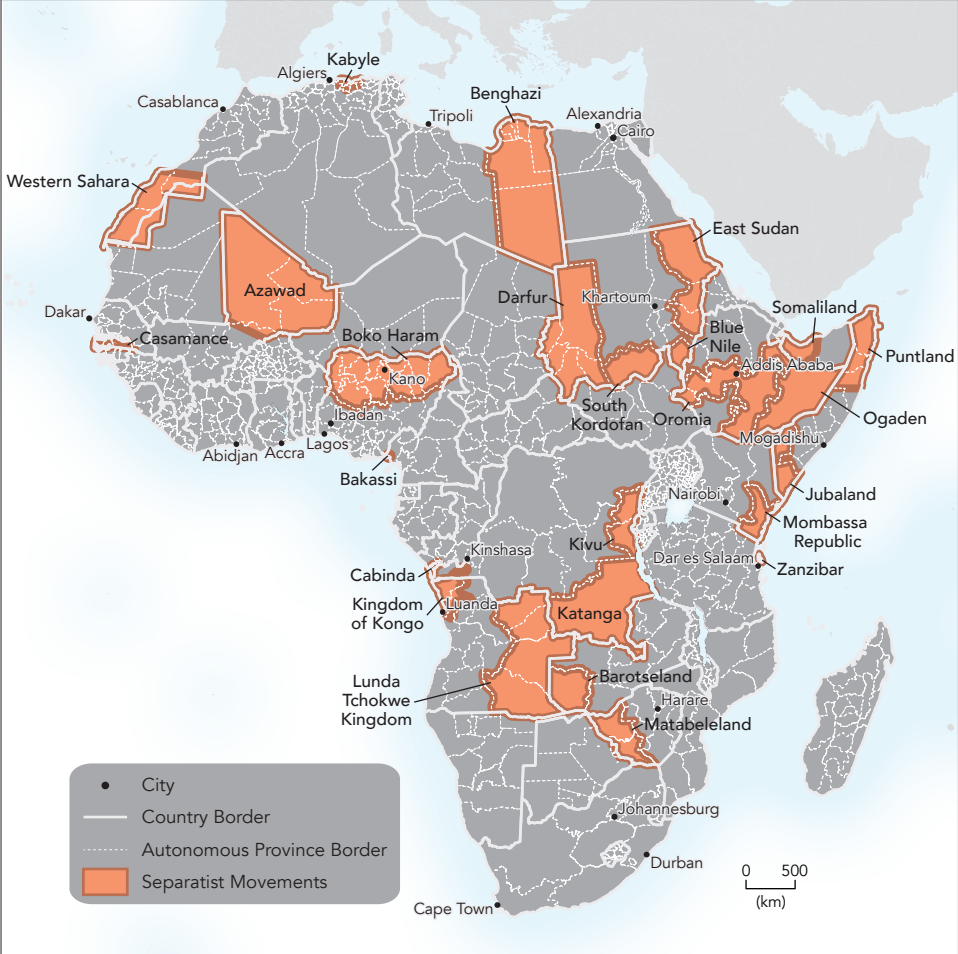 Kabyle
Algiers
Benghazi
Casablanca
Tripoli
Alexandria
Cairo
Western Sahara
East Sudan
Azawad
Darfur
Khartoum
Somaliland
Dakar
Casamance
Boko Haram
Blue
Nile
Addis Ababa
Puntland
Kano
South
Kordofan
Oromia
Ogaden
Ibadan
Lagos
Abidjan
Accra
Mogadishu
Bakassi
Nairobi
Jubaland
Mombassa
Republic
Kivu
Kinshasa
Dar es Salaam
Zanzibar
Cabinda
Kingdom
of Kongo
Luanda
Katanga
Lunda
Tchokwe
Kingdom
Barotseland
Harare
Matabeleland
City
Country Border
Autonomous Province Border
Separatist Movements
Johannesburg
Durban
Cape Town
0 500
(km)